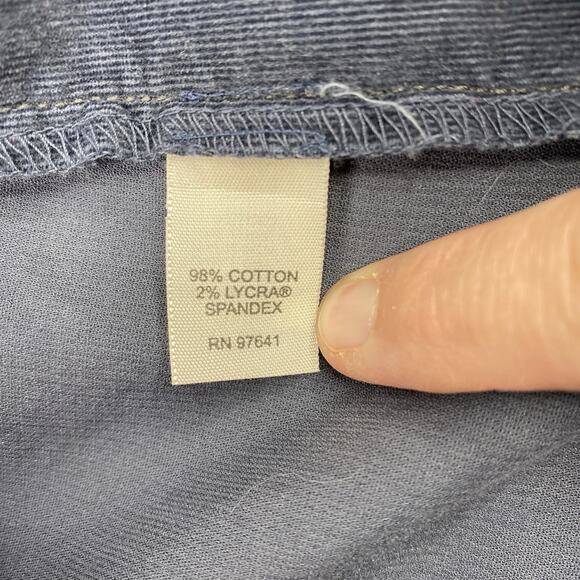 98% COTTON
2% LYCRA®
SPANDEX
RN 97641